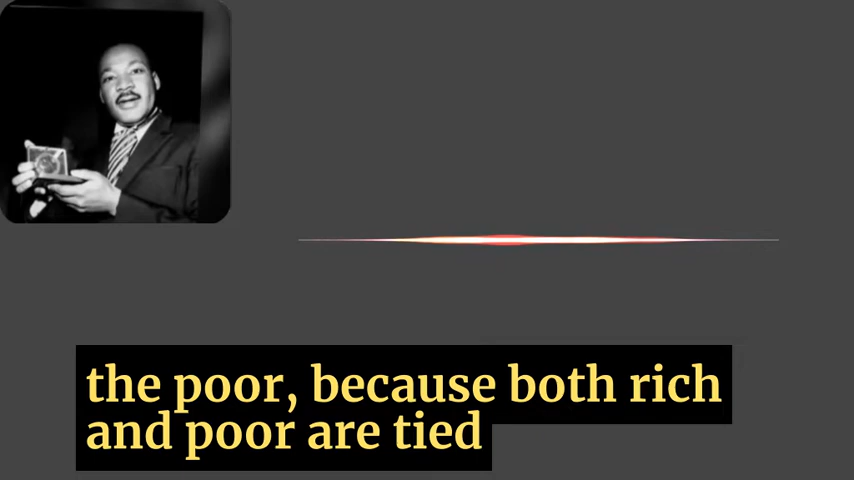 the poor, because both rich
and poor are tied